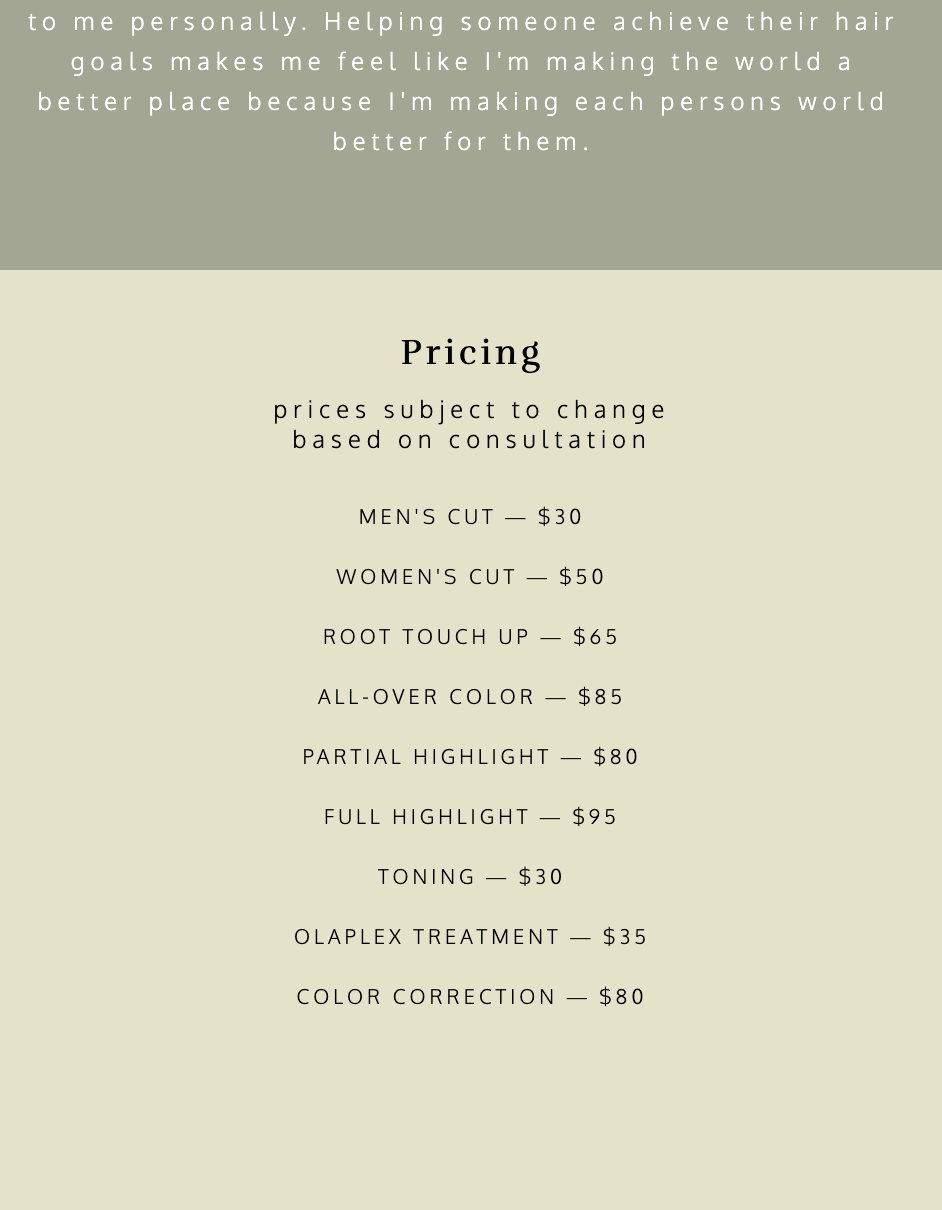 to me personally. Helping someone achieve their hair
goals makes me feel like I'm making the world a
better place because I'm making each persons world
better for them.
Pricing
prices subject to change
based on consultation
MEN'S CUT — $30
WOMEN'S CUT — $50
ROOT TOUCH UP — $65
ALL-OVER COLOR — $85
PARTIAL HIGHLIGHT — $80
FULL HIGHLIGHT — $95
TONING — $30
OLAPLEX TREATMENT — $35
COLOR CORRECTION — $80